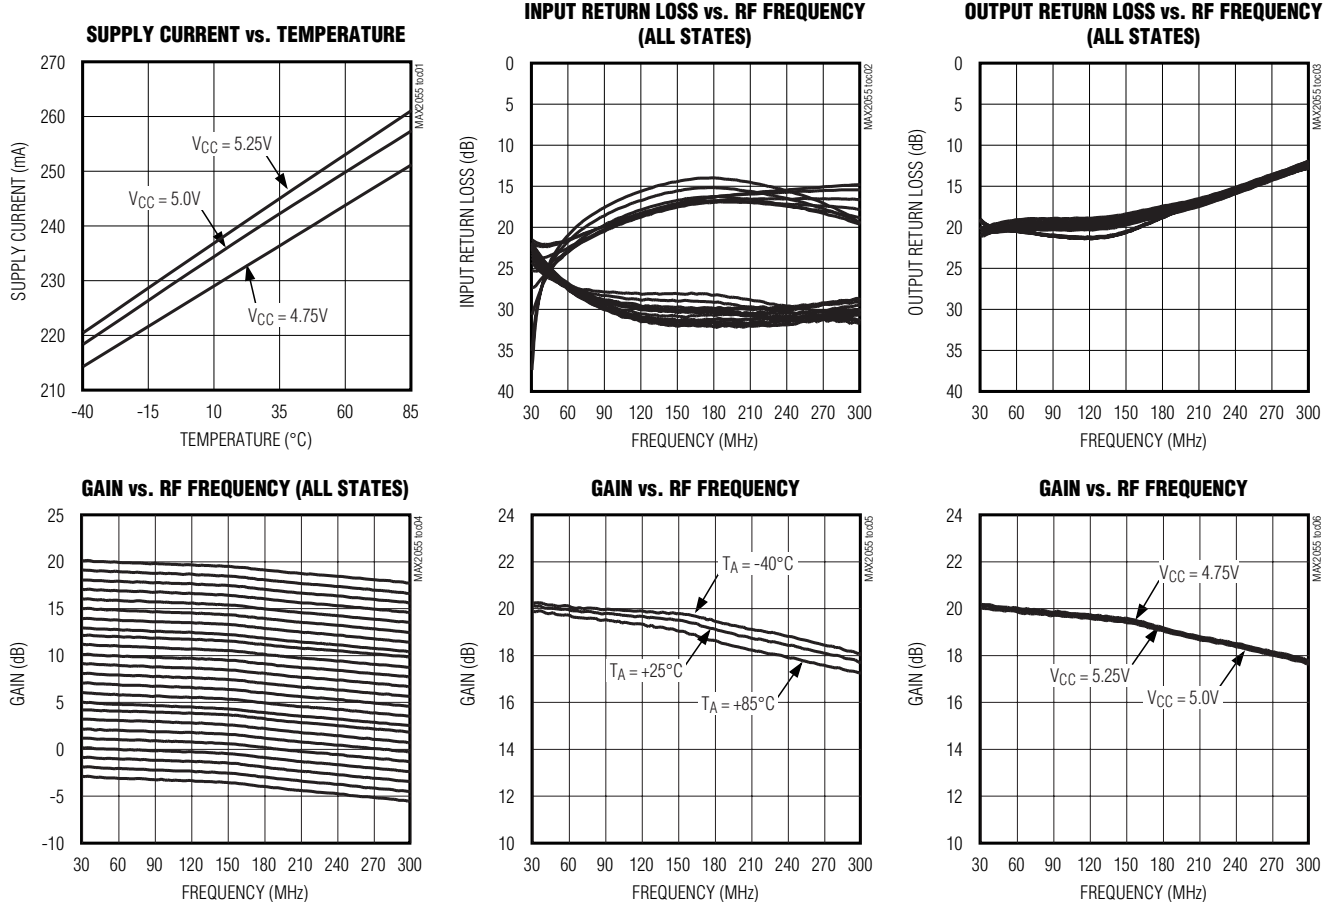 SUPPLY CURRENT vs. TEMPERATURE
SUPPLY CURRENT (mA)
270
260
250
240
230
220
210
-40 -15 10 35 60 85
TEMPERATURE (°C)
VCC = 5.25V
VCC = 5.0V
VCC = 4.75V
MAX2055 toc01
INPUT RETURN LOSS vs. RF FREQUENCY
(ALL STATES)
INPUT RETURN LOSS (dB)
0
5
10
15
20
25
30
35
40
30 60 90 120 150 180 210 240 270 300
FREQUENCY (MHz)
MAX2055 toc02
OUTPUT RETURN LOSS vs. RF FREQUENCY
(ALL STATES)
OUTPUT RETURN LOSS (dB)
0
5
10
15
20
25
30
35
40
30 60 90 120 150 180 210 240 270 300
FREQUENCY (MHz)
MAX2055 toc03
GAIN vs. RF FREQUENCY (ALL STATES)
GAIN (dB)
25
20
15
10
5
0
-5
-10
30 60 90 120 150 180 210 240 270 300
FREQUENCY (MHz)
MAX2055 toc04
GAIN vs. RF FREQUENCY
GAIN (dB)
24
22
20
18
16
14
12
10
30 60 90 120 150 180 210 240 270 300
FREQUENCY (MHz)
TA = -40°C
TA = +25°C
TA = +85°C
MAX2055 toc05
GAIN vs. RF FREQUENCY
GAIN (dB)
24
22
20
18
16
14
12
10
30 60 90 120 150 180 210 240 270 300
FREQUENCY (MHz)
VCC = 4.75V
VCC = 5.25V
VCC = 5.0V
MAX2055 toc06